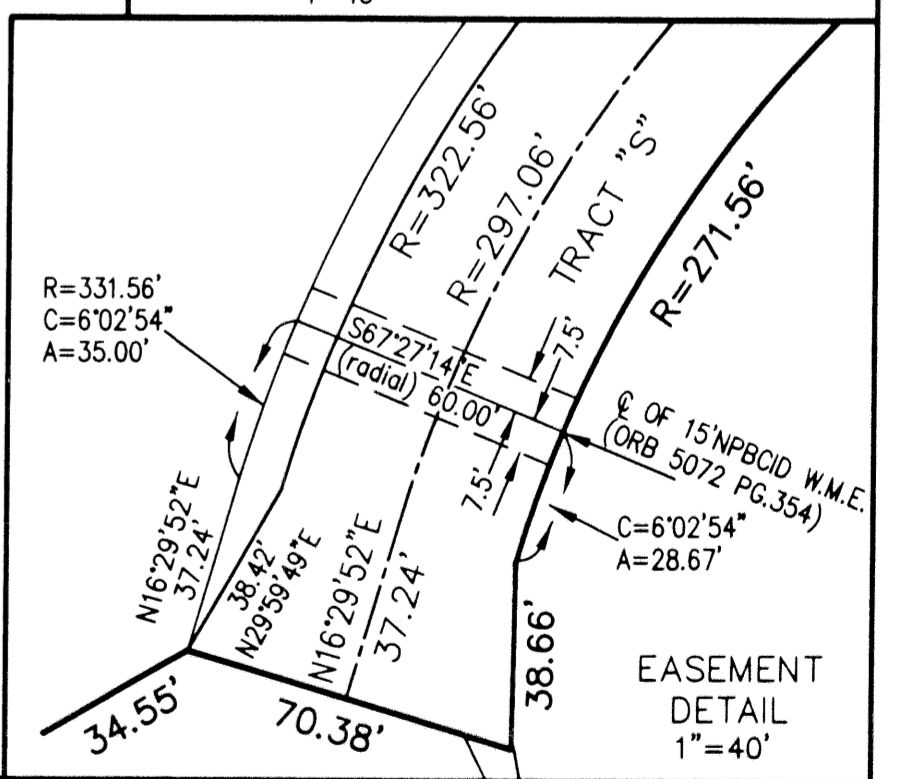 R=322.56'
R=297.06'
TRACT "S"
R=271.56'
R=331.56'
C=6°02'54"
A=35.00'
S67°27'14"E
(radial) 60.00'
7.5'
7.5'
℄ OF 15'NPBCID W.M.E.
(ORB 5072 PG.354)
C=6°02'54"
A=28.67'
N16°29'52"E
37.24'
38.42'
N29°59'49"E
N16°29'52"E
37.24'
38.66'
34.55'
70.38'
EASEMENT
DETAIL
1"=40'